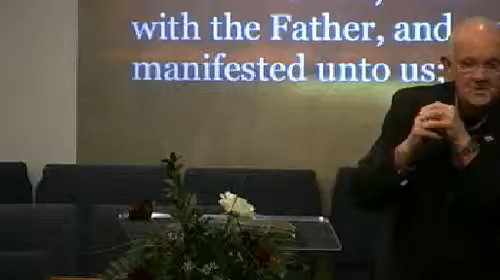 with the Father, and
manifested unto us;